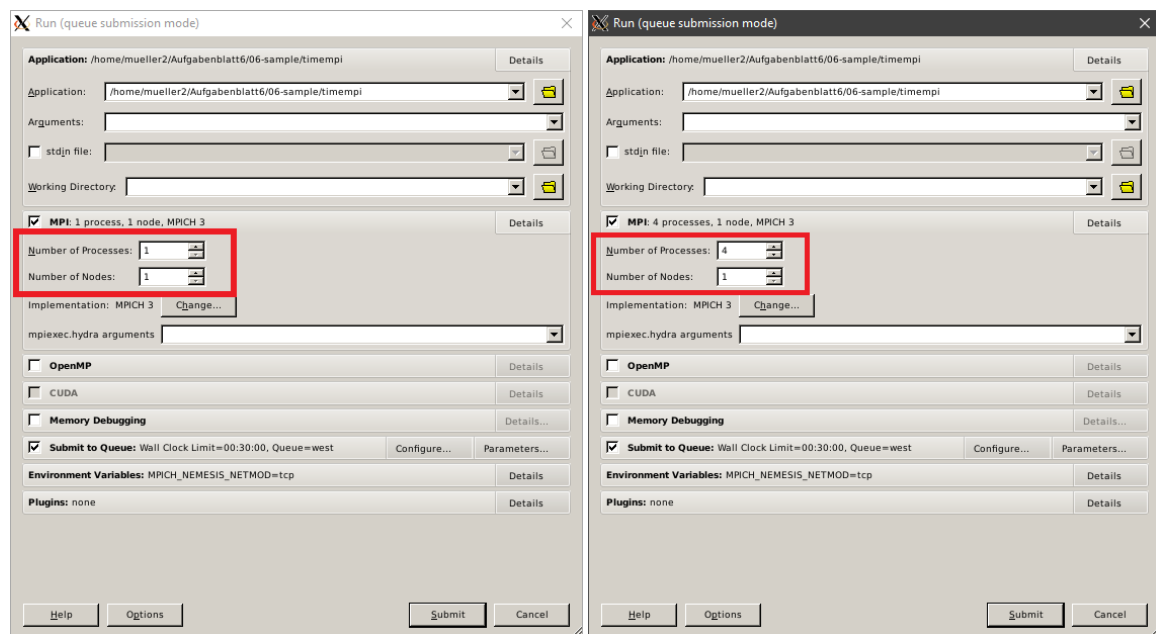 Run (queue submission mode)
Application: /home/mueller2/Aufgabenblatt6/06-sample/timempi Details
Application: /home/mueller2/Aufgabenblatt6/06-sample/timempi
Arguments:
stdin file:
Working Directory:
MPI: 1 process, 1 node, MPICH 3 Details
Number of Processes: 1
Number of Nodes: 1
Implementation: MPICH 3 Change...
mpiexec.hydra arguments
OpenMP Details
CUDA Details
Memory Debugging Details...
Submit to Queue: Wall Clock Limit=00:30:00, Queue=west Configure... Parameters...
Environment Variables: MPICH_NEMESIS_NETMOD=tcp Details
Plugins: none Details
Help Options Submit Cancel
Run (queue submission mode)
Application: /home/mueller2/Aufgabenblatt6/06-sample/timempi Details
Application: /home/mueller2/Aufgabenblatt6/06-sample/timempi
Arguments:
stdin file:
Working Directory:
MPI: 4 processes, 1 node, MPICH 3 Details
Number of Processes: 4
Number of Nodes: 1
Implementation: MPICH 3 Change...
mpiexec.hydra arguments
OpenMP Details
CUDA Details
Memory Debugging Details...
Submit to Queue: Wall Clock Limit=00:30:00, Queue=west Configure... Parameters...
Environment Variables: MPICH_NEMESIS_NETMOD=tcp Details
Plugins: none Details
Help Options Submit Cancel